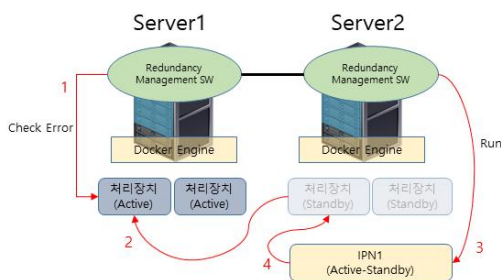 Server1
Server2
Redundancy
Management SW
Redundancy
Management SW
1
Check Error
Run
Docker Engine
Docker Engine
처리장치
(Active)
처리장치
(Active)
처리장치
(Standby)
처리장치
(Standby)
2
4
3
IPN1
(Active-Standby)